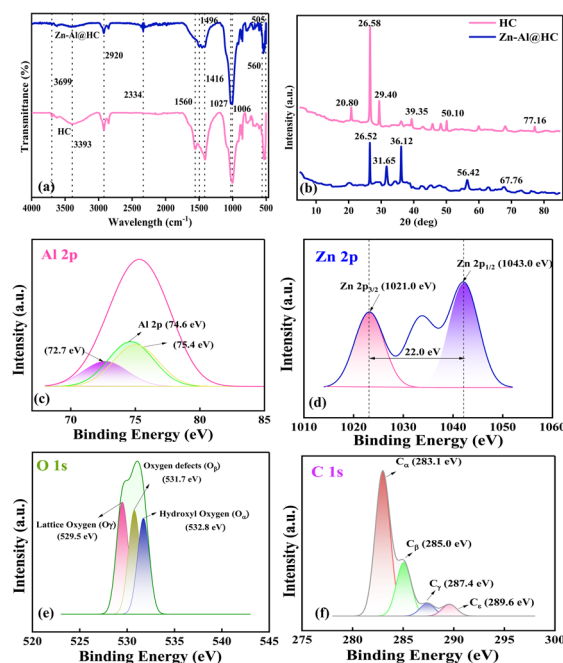 1496
505
Zn-Al@HC
2920
3699
2334
560
1416
1560
1027
1006
HC
3393
(a)
Transmittance (%)
4000 3500 3000 2500 2000 1500 1000 500
Wavelength (cm-1)
26.58
HC
Zn-Al@HC
20.80
29.40
39.35
50.10
77.16
26.52
36.12
31.65
56.42
67.76
(b)
Intensity (a.u.)
10 20 30 40 50 60 70 80
2θ (deg)
Al 2p
Al 2p (74.6 eV)
(72.7 eV)
(75.4 eV)
(c)
Intensity (a.u.)
70 75 80 85
Binding Energy (eV)
Zn 2p
Zn 2p1/2 (1043.0 eV)
Zn 2p3/2 (1021.0 eV)
22.0 eV
(d)
Intensity (a.u.)
1010 1020 1030 1040 1050 1060
Binding Energy (eV)
O 1s
Oxygen defects (Oβ)
(531.7 eV)
Lattice Oxygen (Oγ)
(529.5 eV)
Hydroxyl Oxygen (Oα)
(532.8 eV)
(e)
Intensity (a.u.)
520 525 530 535 540 545
Binding Energy (eV)
C 1s
Cα (283.1 eV)
Cβ (285.0 eV)
Cγ (287.4 eV)
Cε (289.6 eV)
(f)
Intensity (a.u.)
275 280 285 290 295 300
Binding Energy (eV)